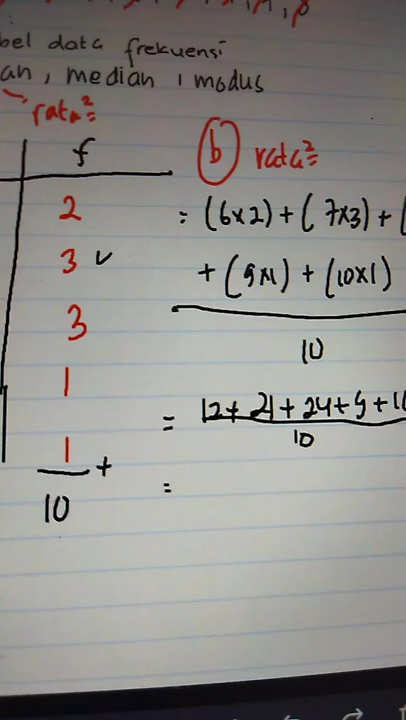 bel data frekuensi
an, median, modus
rata²=
f
2
3 ✓
3
1
1 +
10
(b) rata²=
= (6x2) + (7x3) + (
+ (9x1) + (10x1)
10
= 12 + 21 + 24 + 9 + 1
10
=